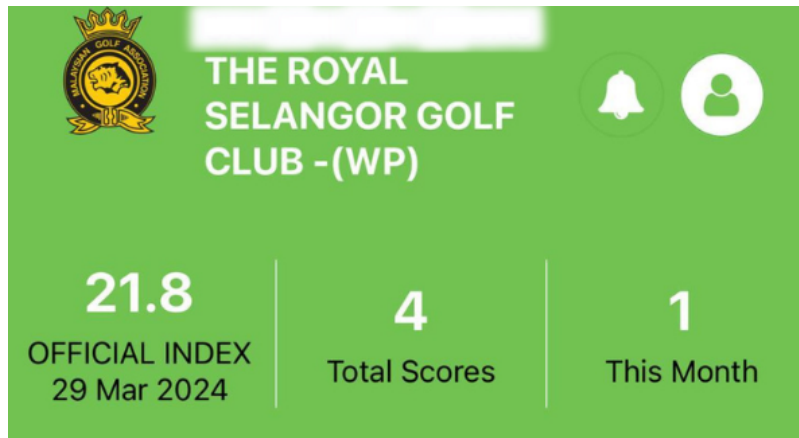 MALAYSIAN GOLF ASSOCIATION
THE ROYAL
SELANGOR GOLF
CLUB -(WP)
21.8
OFFICIAL INDEX
29 Mar 2024
4
Total Scores
1
This Month